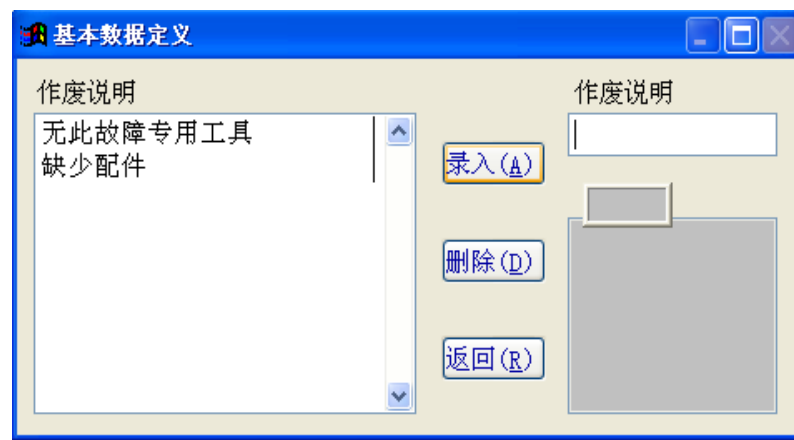 基本数据定义
作废说明
无此故障专用工具
缺少配件
录入(A)
删除(D)
返回(R)
作废说明